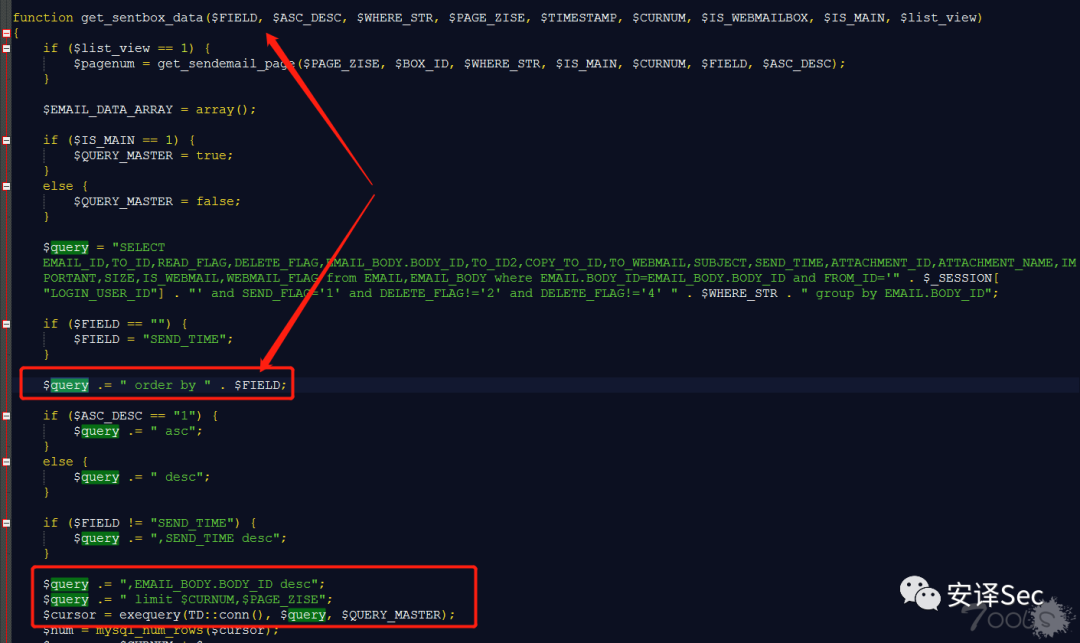 function get_sentbox_data($FIELD, $ASC_DESC, $WHERE_STR, $PAGE_ZISE, $TIMESTAMP, $CURNUM, $IS_WEBMAILBOX, $IS_MAIN, $list_view)
{
if ($list_view == 1) {
$pagenum = get_sendemail_page($PAGE_ZISE, $BOX_ID, $WHERE_STR, $IS_MAIN, $CURNUM, $FIELD, $ASC_DESC);
}
$EMAIL_DATA_ARRAY = array();
if ($IS_MAIN == 1) {
$QUERY_MASTER = true;
}
else {
$QUERY_MASTER = false;
}
$query = "SELECT
EMAIL_ID,TO_ID,READ_FLAG,DELETE_FLAG,EMAIL_BODY.BODY_ID,TO_ID2,COPY_TO_ID,TO_WEBMAIL,SUBJECT,SEND_TIME,ATTACHMENT_ID,ATTACHMENT_NAME,IM
PORTANT,SIZE,IS_WEBMAIL,WEBMAIL_FLAG from EMAIL,EMAIL_BODY where EMAIL.BODY_ID=EMAIL_BODY.BODY_ID and FROM_ID='" . $_SESSION[
"LOGIN_USER_ID"] . "' and SEND_FLAG='1' and DELETE_FLAG!='2' and DELETE_FLAG!='4' " . $WHERE_STR . " group by EMAIL.BODY_ID";
if ($FIELD == "") {
$FIELD = "SEND_TIME";
}
$query .= " order by " . $FIELD;
if ($ASC_DESC == "1") {
$query .= " asc";
}
else {
$query .= " desc";
}
if ($FIELD != "SEND_TIME") {
$query .= ",SEND_TIME desc";
}
$query .= ",EMAIL_BODY.BODY_ID desc";
$query .= " limit $CURNUM,$PAGE_ZISE";
$cursor = exequery(TD::conn(), $query, $QUERY_MASTER);
$num = mysql_num_rows($cursor);
安译Sec
7ools